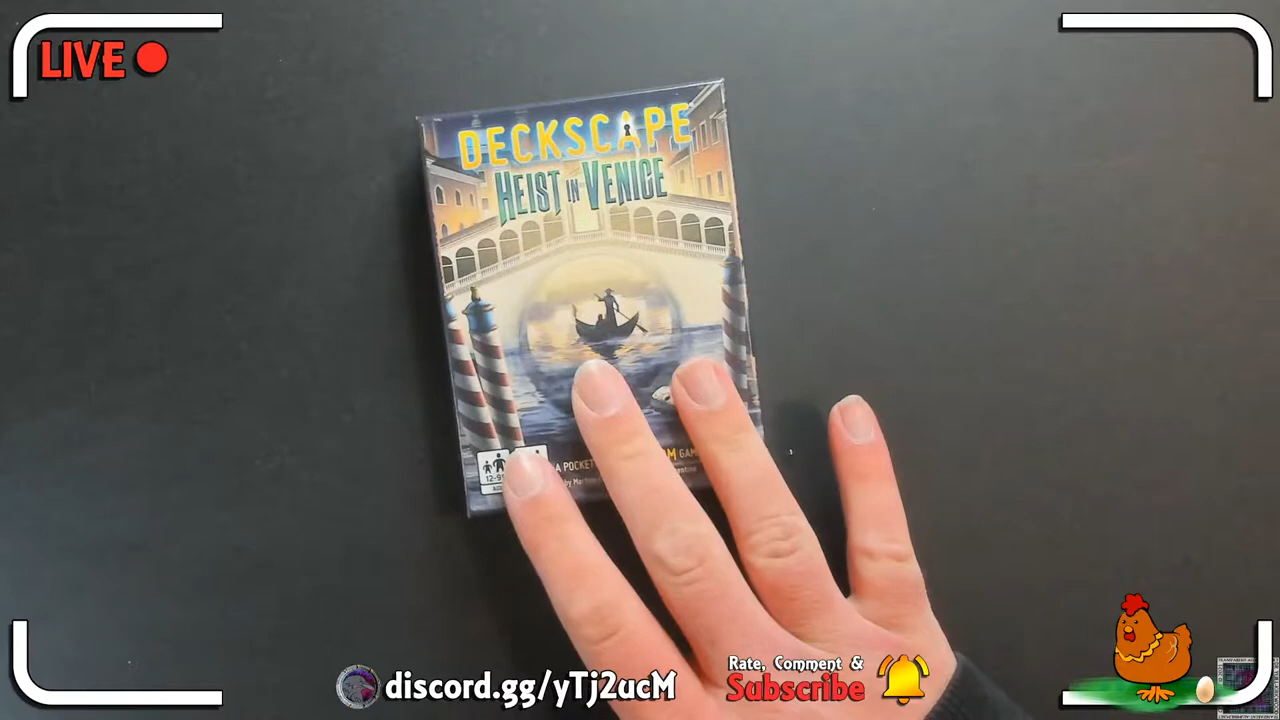 LIVE
DECKSCAPE
HEIST IN VENICE
A POCKET
GAM
12-9
discord.gg/yTj2ucM
Rate, Comment &
Subscribe